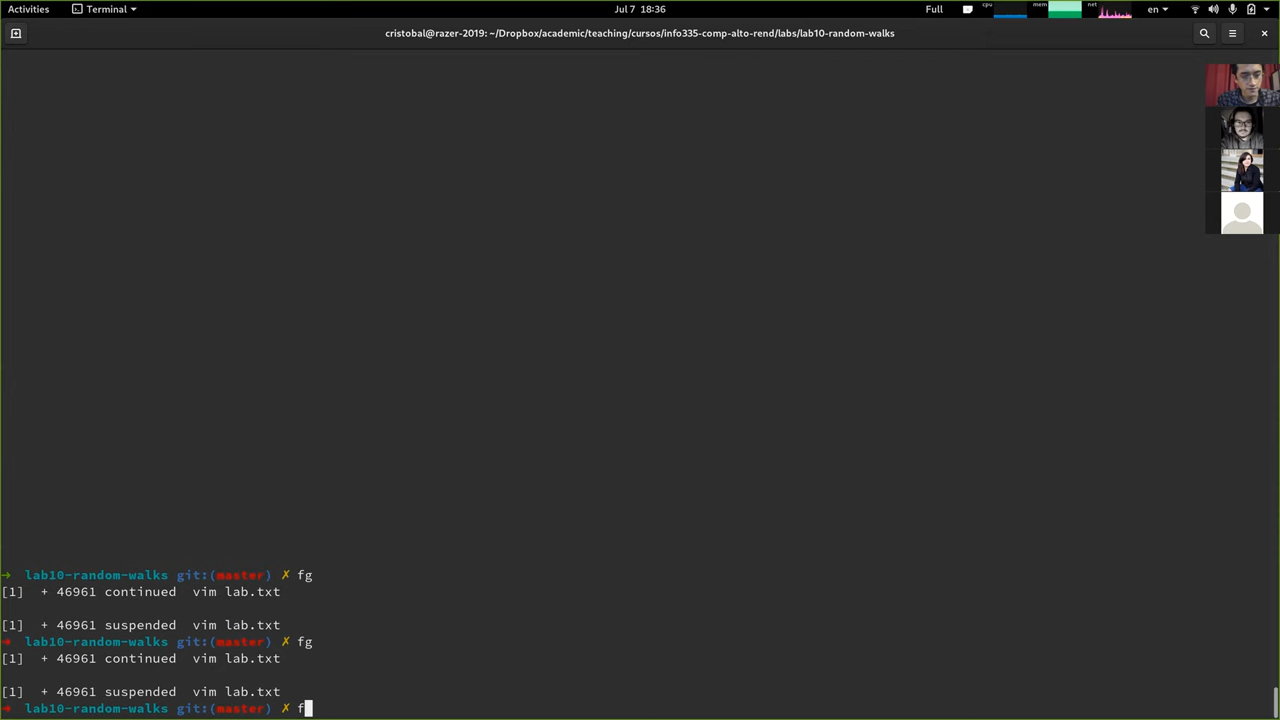 Activities Terminal Jul 7 18:36 Full cpu mem net en
cristobal@razer-2019: ~/Dropbox/academic/teaching/cursos/info335-comp-alto-rend/labs/lab10-random-walks
→ lab10-random-walks git:(master) ✗ fg
[1] + 46961 continued vim lab.txt
[1] + 46961 suspended vim lab.txt
→ lab10-random-walks git:(master) ✗ fg
[1] + 46961 continued vim lab.txt
[1] + 46961 suspended vim lab.txt
→ lab10-random-walks git:(master) ✗ f